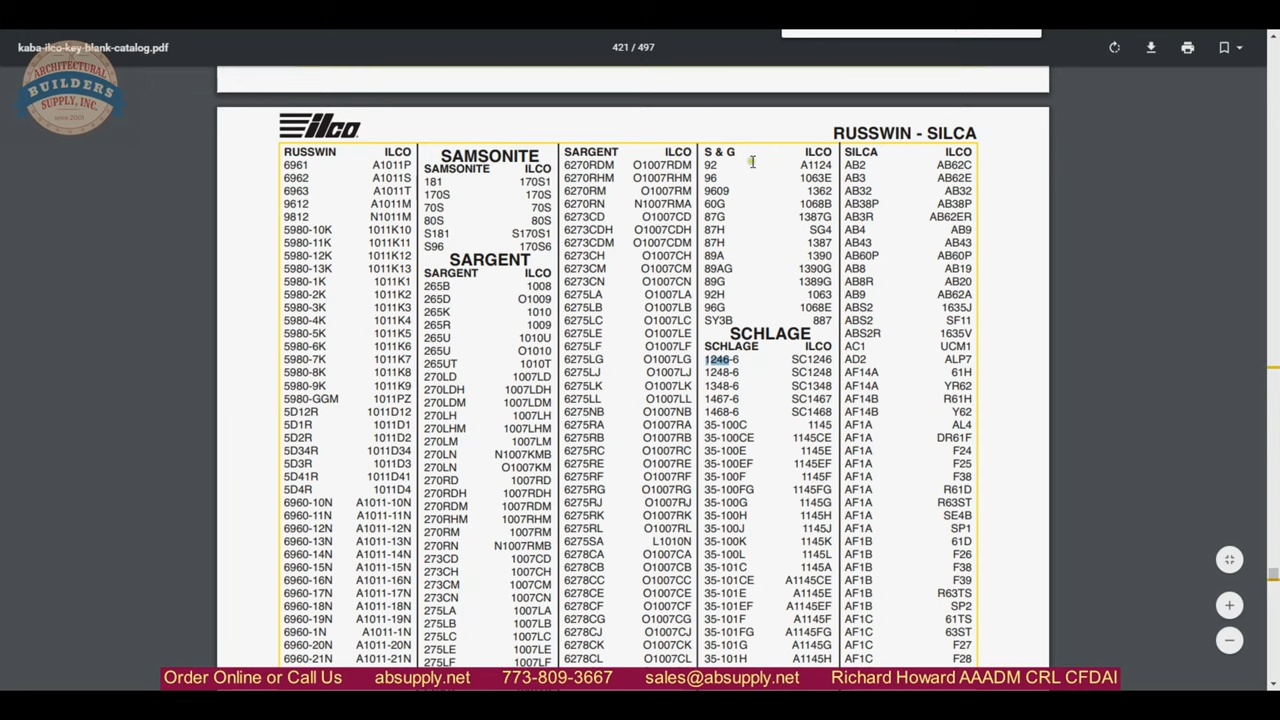 kaba-ilco-key-blank-catalog.pdf
421 / 497
ARCHITECTURAL
BUILDERS
SUPPLY, INC.
since 2001
ilco
RUSSWIN - SILCA
RUSSWIN ILCO
6961 A1011P
6962 A1011S
6963 A1011T
9612 A1011M
9812 N1011M
5980-10K 1011K10
5980-11K 1011K11
5980-12K 1011K12
5980-13K 1011K13
5980-1K 1011K1
5980-2K 1011K2
5980-3K 1011K3
5980-4K 1011K4
5980-5K 1011K5
5980-6K 1011K6
5980-7K 1011K7
5980-8K 1011K8
5980-9K 1011K9
5980-GGM 1011PZ
5D12R 1011D12
5D1R 1011D1
5D2R 1011D2
5D34R 1011D34
5D3R 1011D3
5D41R 1011D41
5D4R 1011D4
6960-10N A1011-10N
6960-11N A1011-11N
6960-12N A1011-12N
6960-13N A1011-13N
6960-14N A1011-14N
6960-15N A1011-15N
6960-16N A1011-16N
6960-17N A1011-17N
6960-18N A1011-18N
6960-19N A1011-19N
6960-1N A1011-1N
6960-20N A1011-20N
6960-21N A1011-21N
SAMSONITE
SAMSONITE ILCO
181 170S1
170S 170S
70S 70S
80S 80S
S181 S170S1
S96 170S6
SARGENT
SARGENT ILCO
265B 1008
265D O1009
265K 1010
265R 1009
265U 1010U
265U O1010
265UT 1010T
270LD 1007LD
270LDH 1007LDH
270LDM 1007LDM
270LH 1007LH
270LHM 1007LHM
270LM 1007LM
270LN N1007KMB
270LN O1007KM
270RD 1007RD
270RDH 1007RDH
270RDM 1007RDM
270RHM 1007RHM
270RM 1007RM
270RN N1007RMB
273CD 1007CD
273CH 1007CH
273CM 1007CM
273CN 1007CN
275LA 1007LA
275LB 1007LB
275LC 1007LC
275LE 1007LE
275LF 1007LF
SARGENT ILCO
6270RDM O1007RDM
6270RHM O1007RHM
6270RM O1007RM
6270RN N1007RMA
6273CD O1007CD
6273CDH O1007CDH
6273CDM O1007CDM
6273CH O1007CH
6273CM O1007CM
6273CN O1007CN
6275LA O1007LA
6275LB O1007LB
6275LC O1007LC
6275LE O1007LE
6275LF O1007LF
6275LG O1007LG
6275LJ O1007LJ
6275LK O1007LK
6275LL O1007LL
6275NB O1007NB
6275RA O1007RA
6275RB O1007RB
6275RC O1007RC
6275RE O1007RE
6275RF O1007RF
6275RG O1007RG
6275RJ O1007RJ
6275RK O1007RK
6275RL O1007RL
6275SA L1010N
6278CA O1007CA
6278CB O1007CB
6278CC O1007CC
6278CE O1007CE
6278CF O1007CF
6278CG O1007CG
6278CJ O1007CJ
6278CK O1007CK
6278CL O1007CL
S & G ILCO
92 A1124
96 1063E
9609 1362
60G 1068B
87G 1387G
87H SG4
87H 1387
89A 1390
89AG 1390G
89G 1389G
92H 1063
96G 1068E
SY3B 887
SCHLAGE
SCHLAGE ILCO
1246-6 SC1246
1248-6 SC1248
1348-6 SC1348
1467-6 SC1467
1468-6 SC1468
35-100C 1145
35-100CE 1145CE
35-100E 1145E
35-100EF 1145EF
35-100F 1145F
35-100FG 1145FG
35-100G 1145G
35-100H 1145H
35-100J 1145J
35-100K 1145K
35-100L 1145L
35-101C 1145A
35-101CE A1145CE
35-101E A1145E
35-101EF A1145EF
35-101F A1145F
35-101FG A1145FG
35-101G A1145G
35-101H A1145H
SILCA ILCO
AB2 AB62C
AB3 AB62E
AB32 AB32
AB38P AB38P
AB3R AB62ER
AB4 AB9
AB43 AB43
AB60P AB60P
AB8 AB19
AB8R AB20
AB9 AB62A
ABS2 1635J
ABS2 SF11
ABS2R 1635V
AC1 UCM1
AD2 ALP7
AF14A 61H
AF14A YR62
AF14B R61H
AF14B Y62
AF1A AL4
AF1A DR61F
AF1A F24
AF1A F25
AF1A F38
AF1A R61D
AF1A R63ST
AF1A SE4B
AF1A SP1
AF1B 61D
AF1B F26
AF1B F38
AF1B F39
AF1B R63TS
AF1B SP2
AF1C 61TS
AF1C 63ST
AF1C F27
AF1C F28
Order Online or Call Us absupply.net 773-809-3667 sales@absupply.net Richard Howard AAADM CRL CFDAI